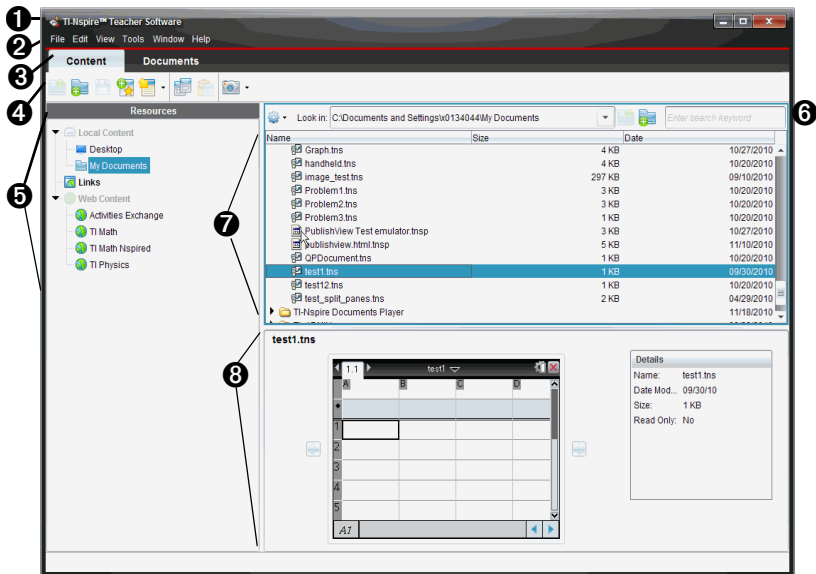 ❶ TI-Nspire™ Teacher Software
❷ File Edit View Tools Window Help
❸ Content Documents
❹
Resources
❺
Local Content
Desktop
My Documents
Links
Web Content
Activities Exchange
TI Math
TI Math Nspired
TI Physics
Look in: C:\Documents and Settings\x0134044\My Documents Enter search keyword ❻
❼
Name Size Date
Graph.tns 4 KB 10/27/2010
handheld.tns 4 KB 10/20/2010
image_test.tns 297 KB 09/10/2010
Problem1.tns 3 KB 10/20/2010
Problem2.tns 3 KB 10/20/2010
Problem3.tns 1 KB 10/20/2010
PublishView Test emulator.tnsp 3 KB 10/27/2010
publishview.html.tnsp 5 KB 11/10/2010
QPDocument.tns 1 KB 10/20/2010
test1.tns 1 KB 09/30/2010
test12.tns 1 KB 10/20/2010
test_split_panes.tns 2 KB 04/29/2010
TI-Nspire Documents Player 11/18/2010
❽
test1.tns
1.1 test1
A B C D
◆
1
2
3
4
5
A1
Details
Name: test1.tns
Date Mod... 09/30/10
Size: 1 KB
Read Only: No